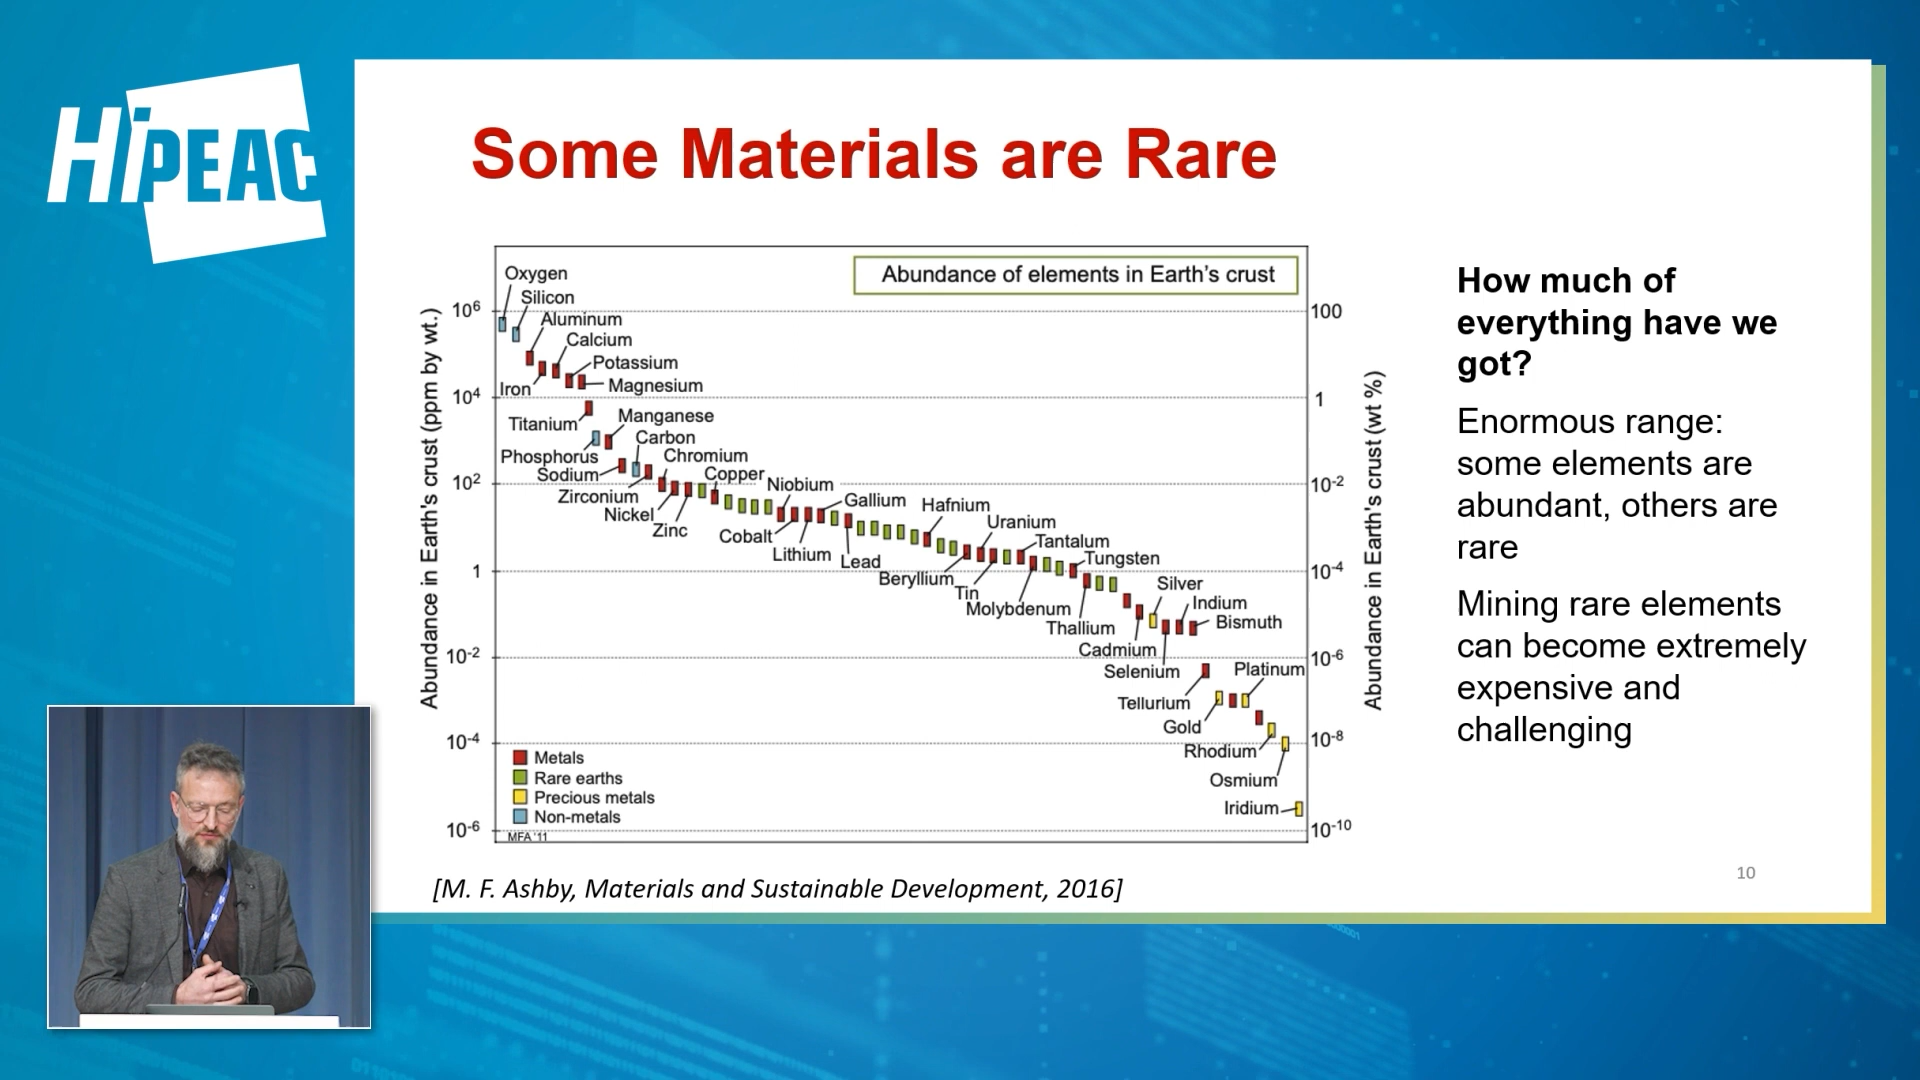 HiPEAC
Some Materials are Rare
Abundance of elements in Earth's crust
Abundance in Earth's crust (ppm by wt.)
10⁶
10⁴
10²
1
10⁻²
10⁻⁴
10⁻⁶
Oxygen
Silicon
Aluminum
Calcium
Potassium
Iron
Magnesium
Titanium
Manganese
Phosphorus
Carbon
Sodium
Chromium
Zirconium
Copper
Nickel
Zinc
Niobium
Gallium
Cobalt
Lithium
Lead
Hafnium
Uranium
Tantalum
Beryllium
Tin
Tungsten
Molybdenum
Thallium
Silver
Indium
Bismuth
Cadmium
Selenium
Platinum
Tellurium
Gold
Rhodium
Osmium
Iridium
Metals
Rare earths
Precious metals
Non-metals
MFA '11
100
1
10⁻²
10⁻⁴
10⁻⁶
10⁻⁸
10⁻¹⁰
Abundance in Earth's crust (wt %)
[M. F. Ashby, Materials and Sustainable Development, 2016]
How much of
everything have we
got?
Enormous range:
some elements are
abundant, others are
rare
Mining rare elements
can become extremely
expensive and
challenging
10